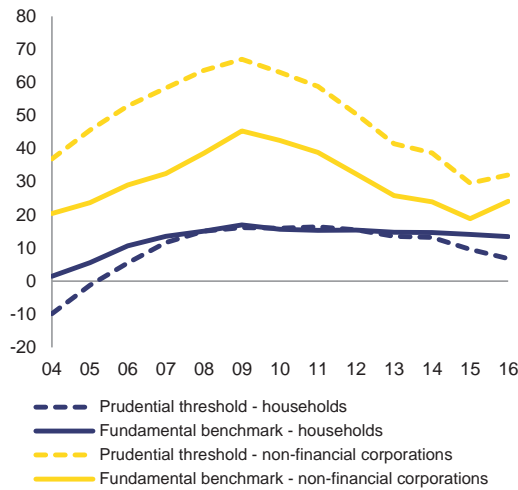 80
70
60
50
40
30
20
10
0
-10
-20
04 05 06 07 08 09 10 11 12 13 14 15 16
Prudential threshold - households
Fundamental benchmark - households
Prudential threshold - non-financial corporations
Fundamental benchmark - non-financial corporations